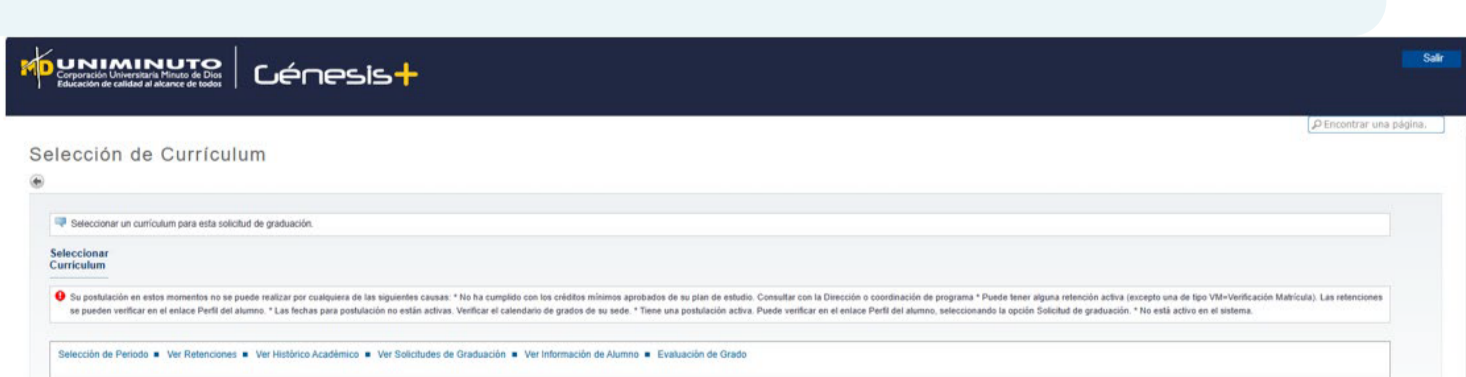 UNIMINUTO
Corporación Universitaria Minuto de Dios
Educación de calidad al alcance de todos
Génesis+
Salir
Encontrar una página.
Selección de Currículum
Seleccionar un currículum para esta solicitud de graduación.
Seleccionar
Curriculum
Su postulación en estos momentos no se puede realizar por cualquiera de las siguientes causas: * No ha cumplido con los créditos mínimos aprobados de su plan de estudio. Consultar con la Dirección o coordinación de programa * Puede tener alguna retención activa (excepto una de tipo VM=Verificación Matrícula). Las retenciones
se pueden verificar en el enlace Perfil del alumno. * Las fechas para postulación no están activas. Verificar el calendario de grados de su sede. * Tiene una postulación activa. Puede verificar en el enlace Perfil del alumno, seleccionando la opción Solicitud de graduación. * No está activo en el sistema.
Selección de Periodo ■ Ver Retenciones ■ Ver Histórico Académico ■ Ver Solicitudes de Graduación ■ Ver Información de Alumno ■ Evaluación de Grado